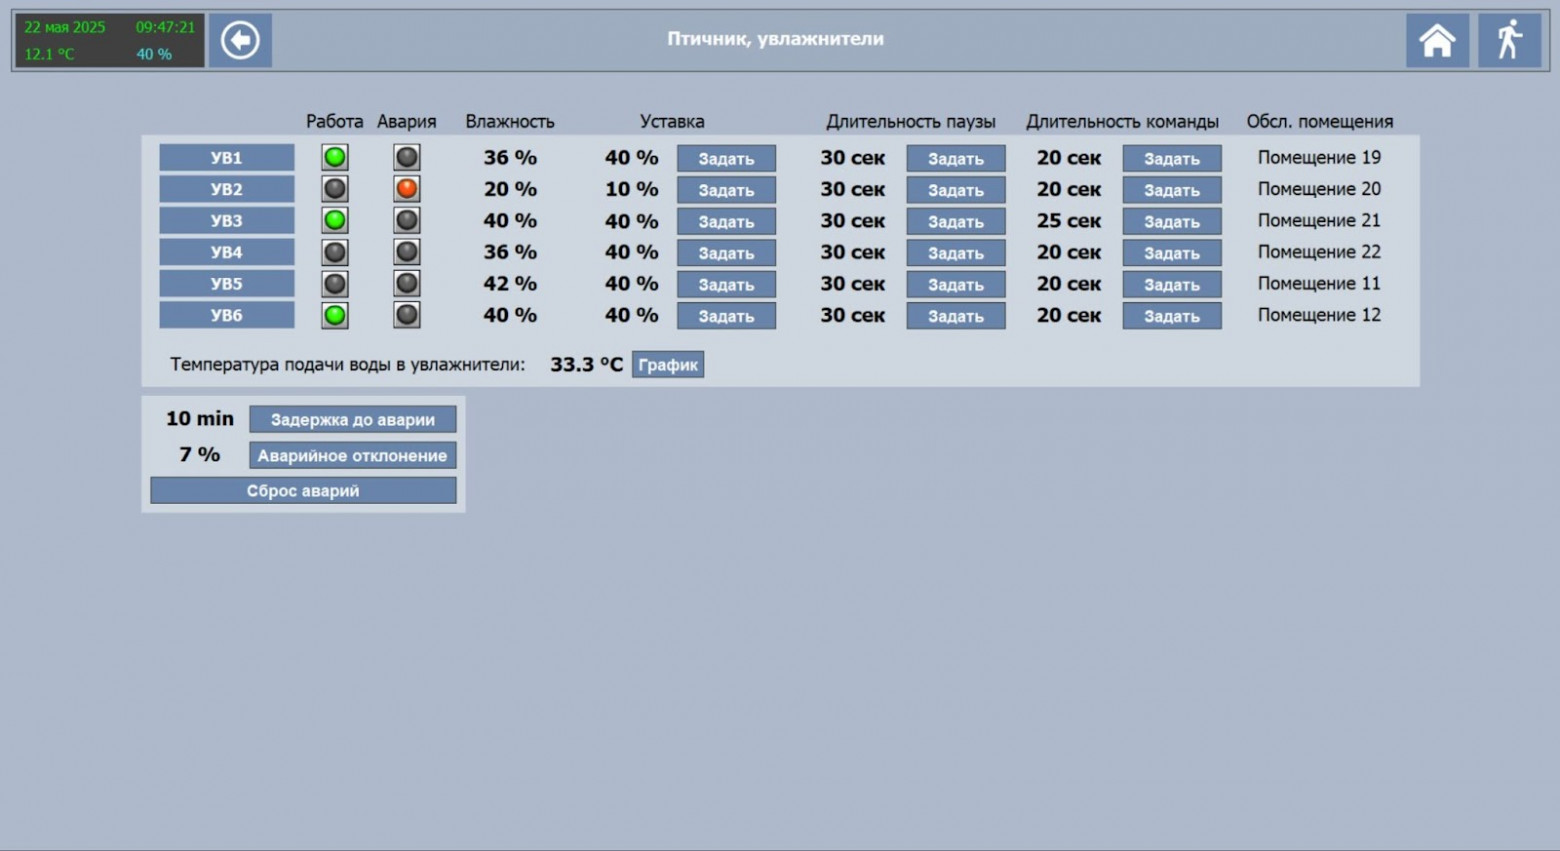 22 мая 2025 09:47:21
12.1 °C 40 %
Птичник, увлажнители
Работа Авария Влажность Уставка Длительность паузы Длительность команды Обсл. помещения
УВ1 36 % 40 % Задать 30 сек Задать 20 сек Задать Помещение 19
УВ2 20 % 10 % Задать 30 сек Задать 20 сек Задать Помещение 20
УВ3 40 % 40 % Задать 30 сек Задать 25 сек Задать Помещение 21
УВ4 36 % 40 % Задать 30 сек Задать 20 сек Задать Помещение 22
УВ5 42 % 40 % Задать 30 сек Задать 20 сек Задать Помещение 11
УВ6 40 % 40 % Задать 30 сек Задать 20 сек Задать Помещение 12
Температура подачи воды в увлажнители: 33.3 °C График
10 min Задержка до аварии
7 % Аварийное отклонение
Сброс аварий